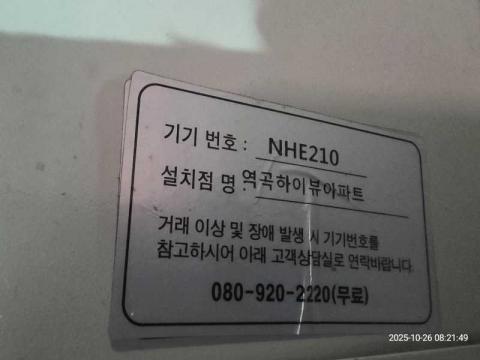 기기 번호 : NHE210
설치점 명 역곡하이뷰아파트
거래 이상 및 장애 발생 시 기기번호를
참고하시어 아래 고객상담실로 연락바랍니다
080-920-2220(무료)
2025-10-26 08:21:49